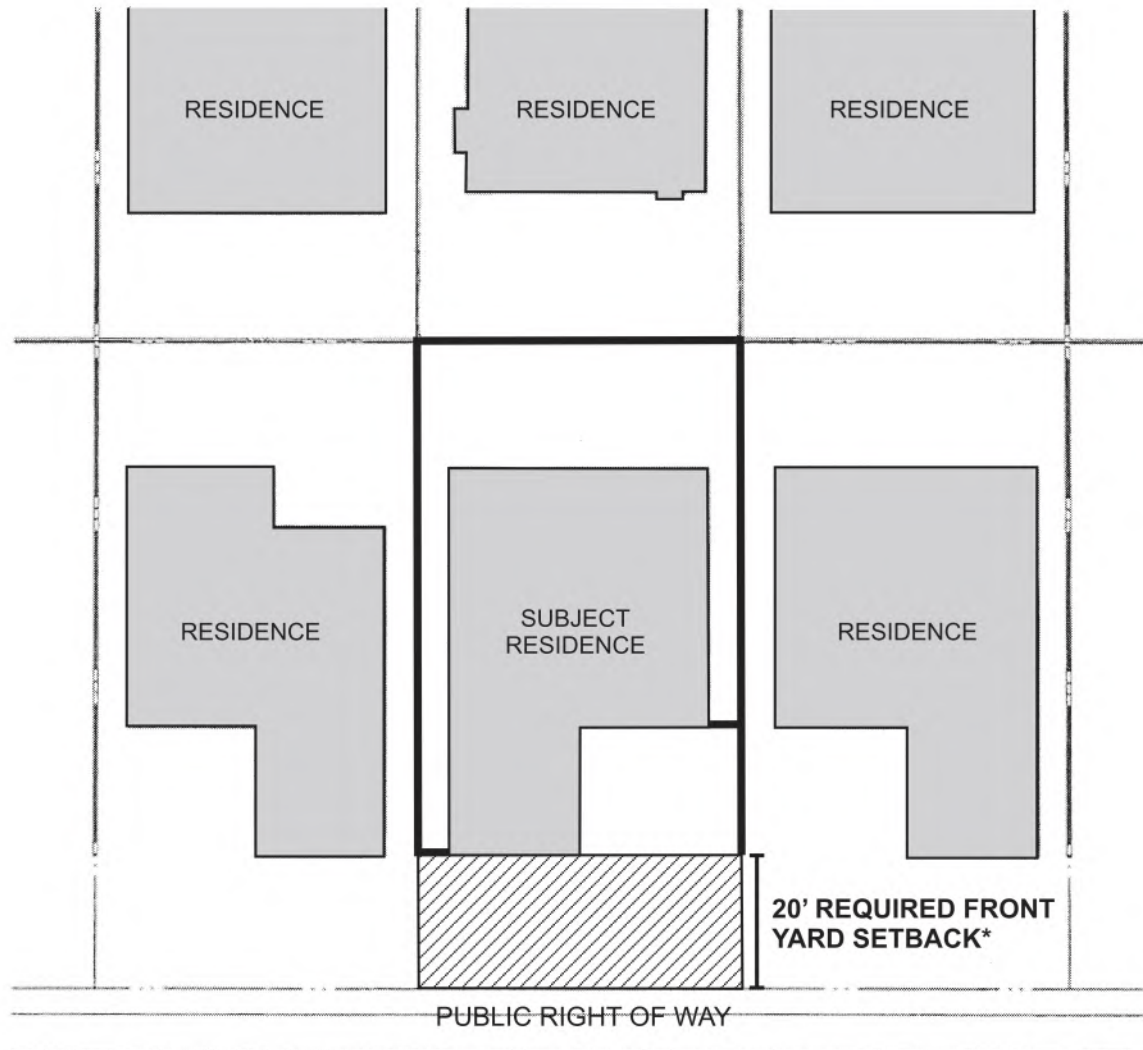 RESIDENCE
RESIDENCE
RESIDENCE
RESIDENCE
SUBJECT
RESIDENCE
RESIDENCE
20' REQUIRED FRONT
YARD SETBACK*
PUBLIC RIGHT OF WAY